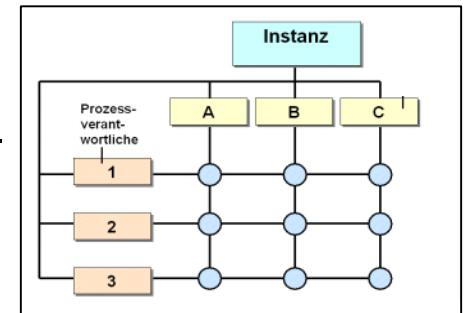 Instanz
A
B
C
Prozess-
verant-
wortliche
1
2
3